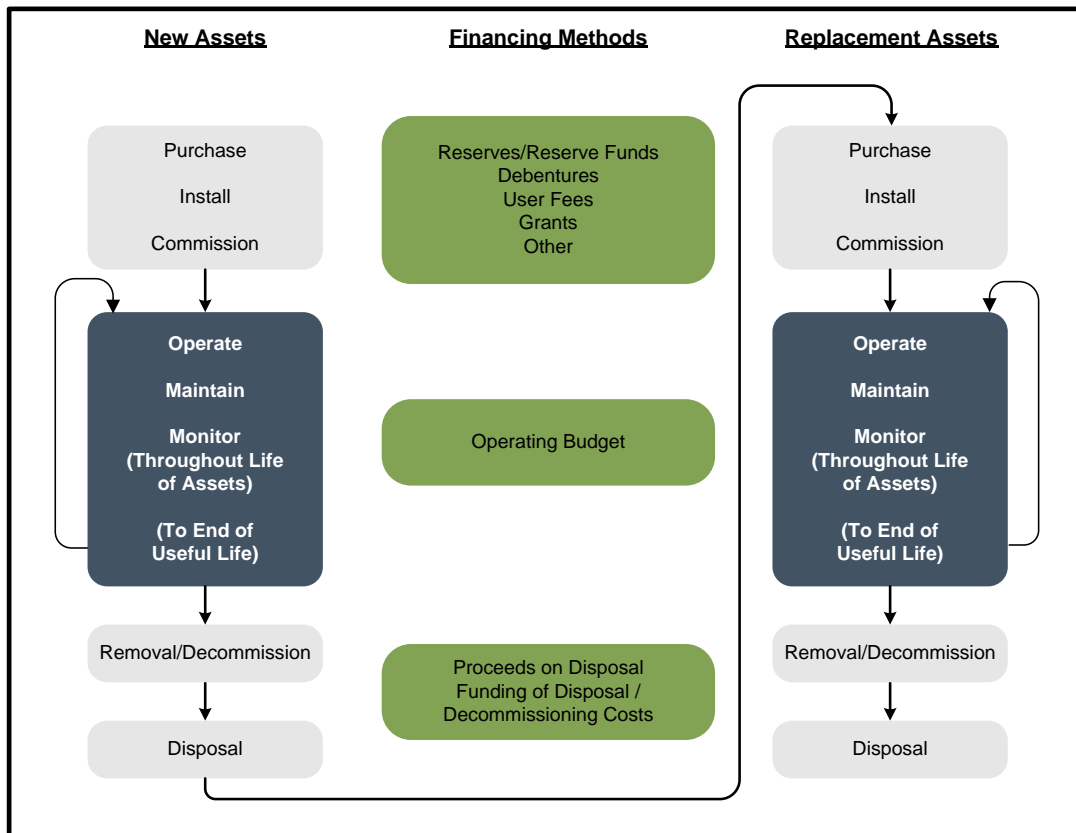 New Assets
Financing Methods
Replacement Assets
Purchase
Install
Commission
Reserves/Reserve Funds
Debentures
User Fees
Grants
Other
Purchase
Install
Commission
Operate
Maintain
Monitor
(Throughout Life
of Assets)
(To End of
Useful Life)
Operating Budget
Operate
Maintain
Monitor
(Throughout Life
of Assets)
(To End of
Useful Life)
Removal/Decommission
Proceeds on Disposal
Funding of Disposal /
Decommissioning Costs
Removal/Decommission
Disposal
Disposal